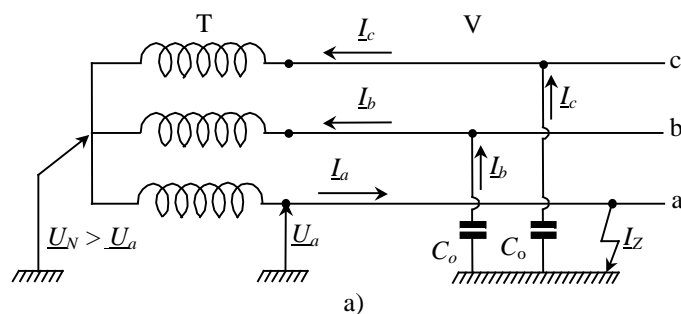 T V
I_c
c
I_b
I_c
b
I_a
I_b
a
U_N > U_a
U_a
C_o
C_o
I_Z
a)